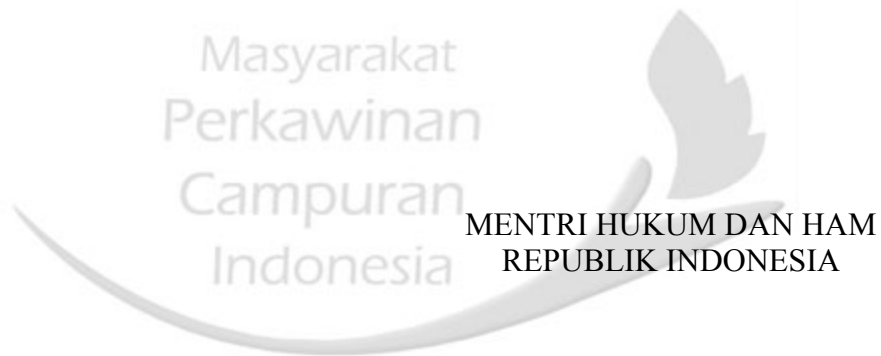 Masyarakat
Perkawinan
Campuran
Indonesia
MENTRI HUKUM DAN HAM
REPUBLIK INDONESIA